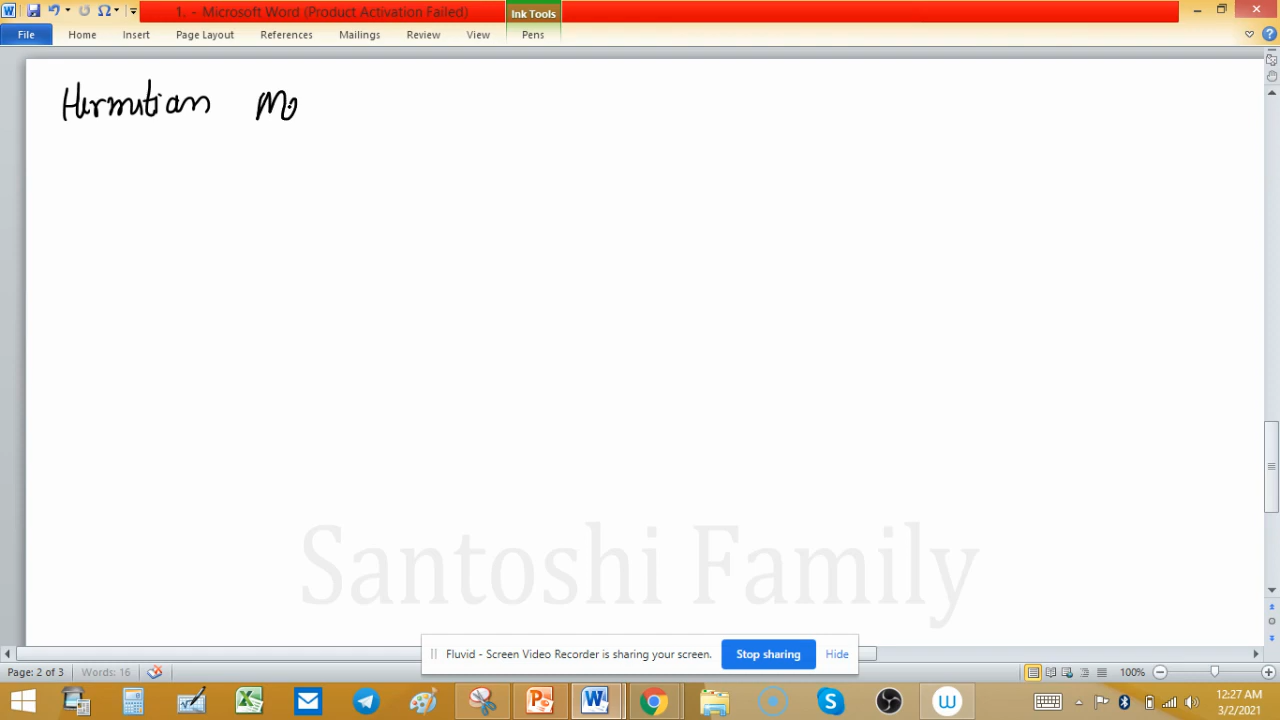 1. - Microsoft Word (Product Activation Failed)
Ink Tools
File Home Insert Page Layout References Mailings Review View Pens
Hermitian Ma
Santoshi Family
Fluvid - Screen Video Recorder is sharing your screen. Stop sharing Hide
Page: 2 of 3 Words: 16 100%
12:27 AM
3/2/2021